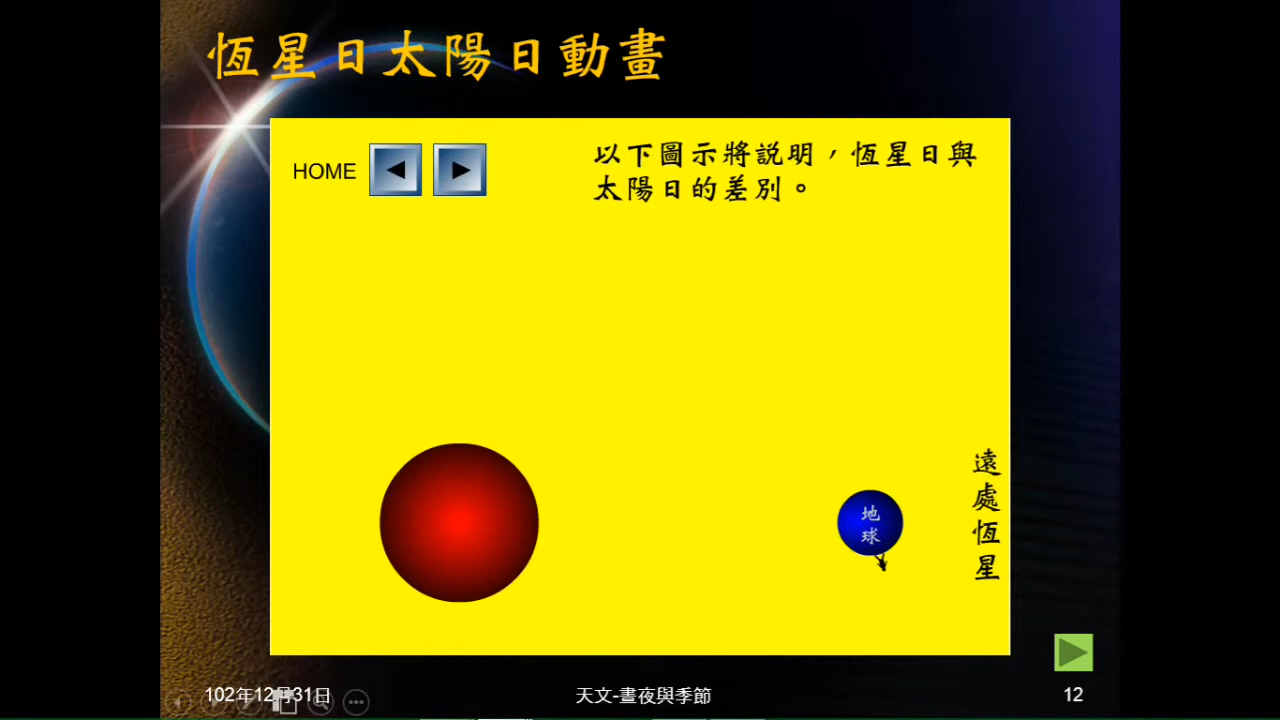 恆星日太陽日動畫
HOME
以下圖示將説明，恆星日與
太陽日的差別。
地
球
遠
處
恆
星
102年12月31日
天文-晝夜與季節
12